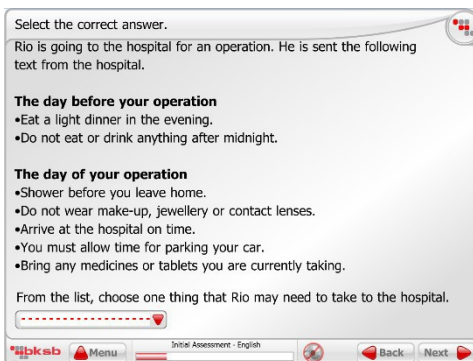 Select the correct answer.
Rio is going to the hospital for an operation. He is sent the following
text from the hospital.
The day before your operation
•Eat a light dinner in the evening.
•Do not eat or drink anything after midnight.
The day of your operation
•Shower before you leave home.
•Do not wear make-up, jewellery or contact lenses.
•Arrive at the hospital on time.
•You must allow time for parking your car.
•Bring any medicines or tablets you are currently taking.
From the list, choose one thing that Rio may need to take to the hospital.
bksb Menu Initial Assessment - English Back Next